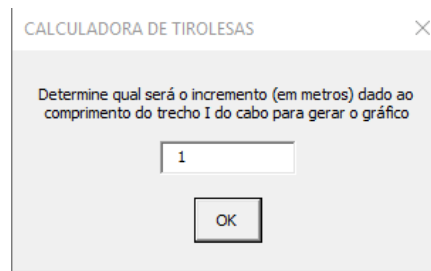 CALCULADORA DE TIROLESAS
Determine qual será o incremento (em metros) dado ao
comprimento do trecho I do cabo para gerar o gráfico
1
OK